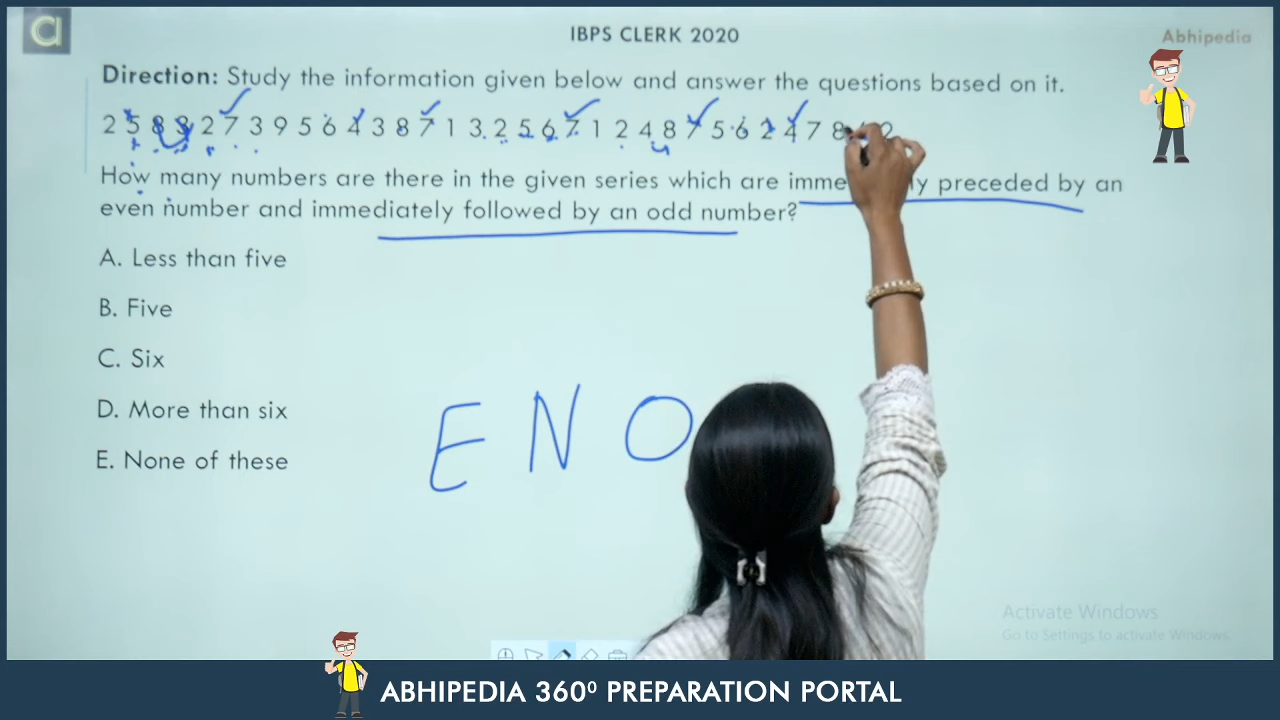 a
IBPS CLERK 2020
Abhipedia
Direction: Study the information given below and answer the questions based on it.
2 5 8 3 2 7 3 9 5 6 4 3 8 7 1 3 2 5 6 7 1 2 4 8 7 5 6 2 4 7 8 2
How many numbers are there in the given series which are preceded by an
even number and immediately followed by an odd number?
A. Less than five
B. Five
C. Six
D. More than six
E. None of these
E N O
Activate Windows
Go to Settings to activate Windows.
ABHIPEDIA 360⁰ PREPARATION PORTAL